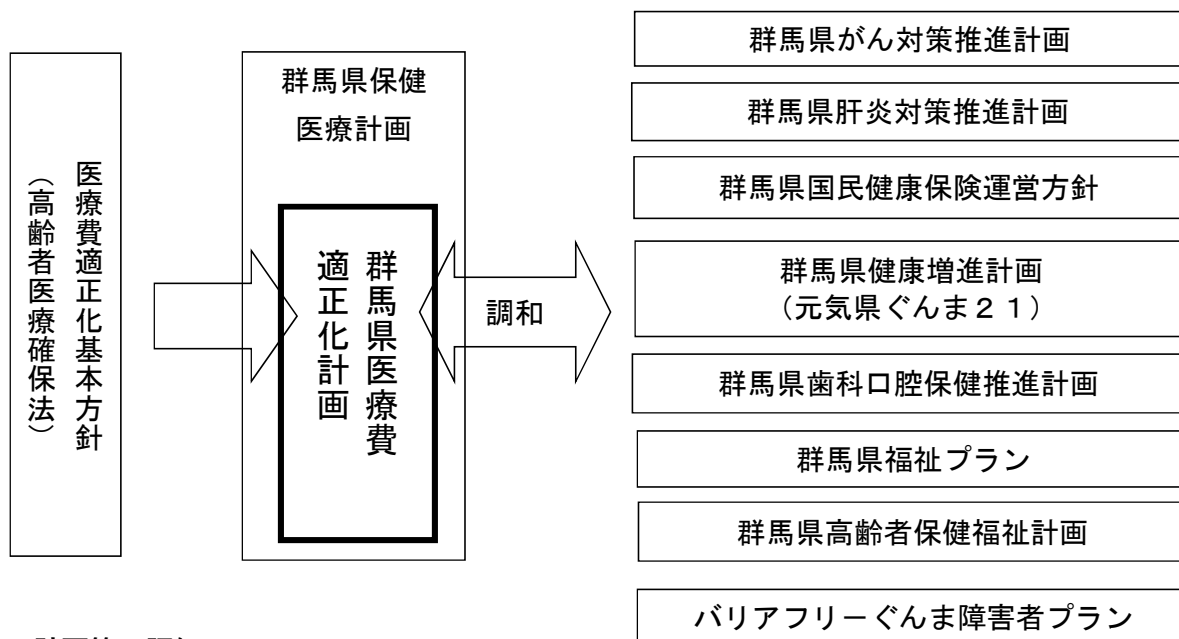 医療費適正化基本方針
（高齢者医療確保法）
群馬県保健
医療計画
群馬県医療費
適正化計画
調和
群馬県がん対策推進計画
群馬県肝炎対策推進計画
群馬県国民健康保険運営方針
群馬県健康増進計画
（元気県ぐんま２１）
群馬県歯科口腔保健推進計画
群馬県福祉プラン
群馬県高齢者保健福祉計画
バリアフリーぐんま障害者プラン